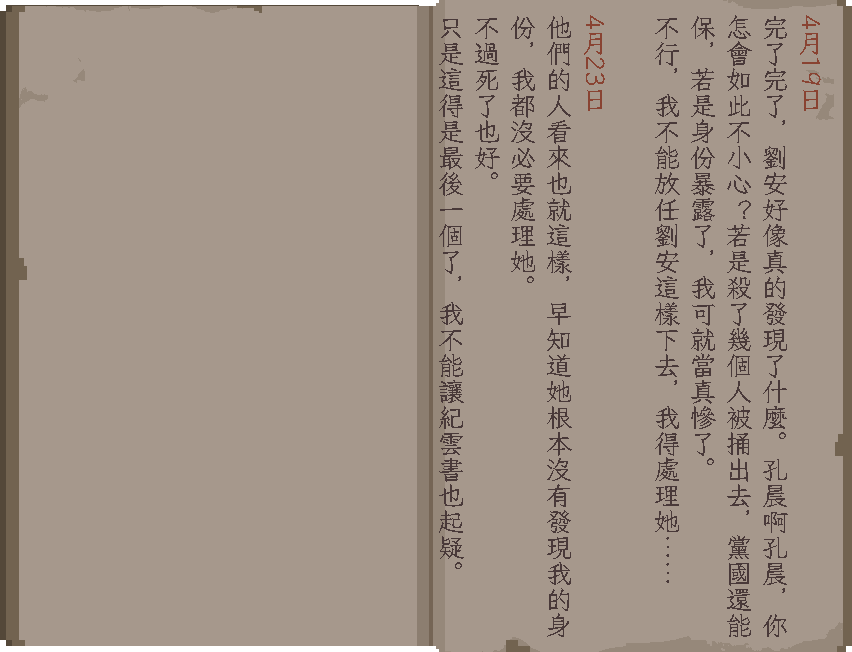 4月19日
完了完了，劉安好像真的發現了什麼。孔晨啊孔晨，你
怎會如此不小心？若是殺了幾個人被捅出去，黨國還能
保，若是身份暴露了，我可就當真慘了。
不行，我不能放任劉安這樣下去，我得處理她……
4月23日
他們的人看來也就這樣，早知道她根本沒有發現我的身
份，我都沒必要處理她。
不過死了也好。
只是這得是最後一個了，我不能讓紀雲書也起疑。